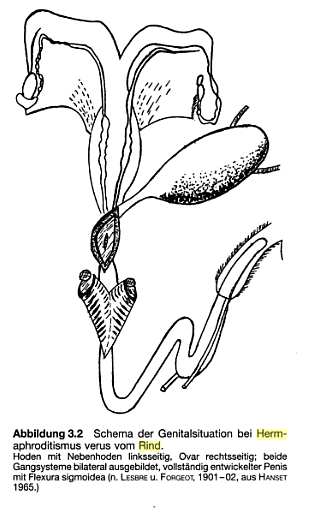 Abbildung 3.2 Schema der Genitalsituation bei Herm-
aphroditismus verus vom Rind.
Hoden mit Nebenhoden linksseitig, Ovar rechtsseitig; beide
Gangsysteme bilateral ausgebildet, vollständig entwickelter Penis
mit Flexura sigmoidea (n. LESBRE u. FORGEOT, 1901–02, aus HANSET
1965.)